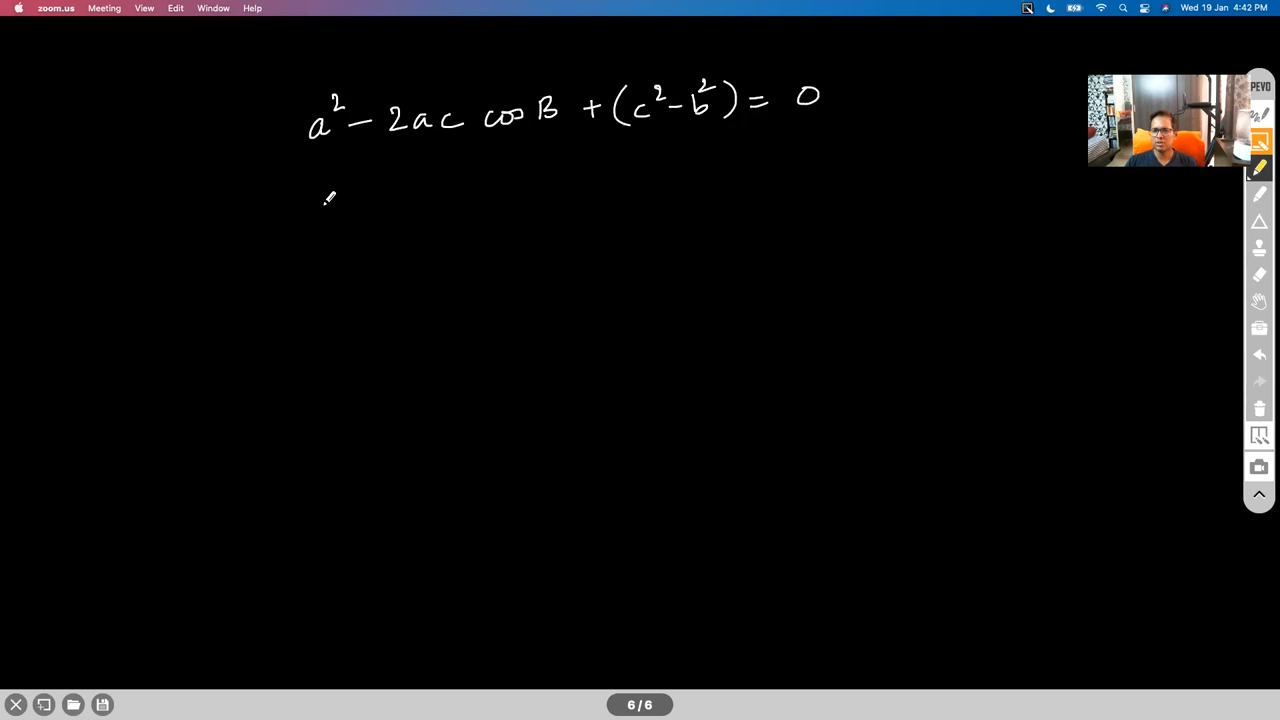 zoom.us Meeting View Edit Window Help Wed 19 Jan 4:42 PM
a² − 2ac cos B + (c² − b²) = 0
EPEVO
6/6